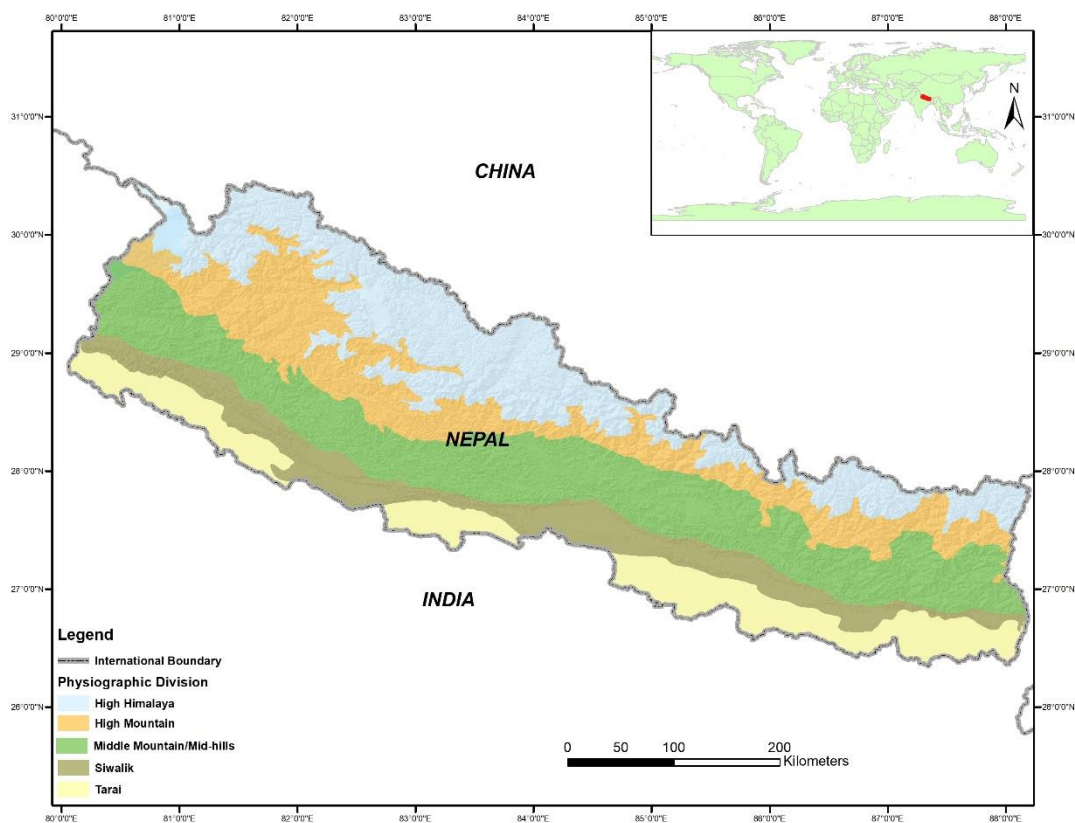 80°0'0"E 81°0'0"E 82°0'0"E 83°0'0"E 84°0'0"E 85°0'0"E 86°0'0"E 87°0'0"E 88°0'0"E
N
31°0'0"N 31°0'0"N
CHINA
30°0'0"N 30°0'0"N
29°0'0"N 29°0'0"N
NEPAL
28°0'0"N 28°0'0"N
27°0'0"N 27°0'0"N
INDIA
Legend
International Boundary
Physiographic Division
High Himalaya
High Mountain
Middle Mountain/Mid-hills
Siwalik
Tarai
26°0'0"N 26°0'0"N
0 50 100 200
Kilometers
80°0'0"E 81°0'0"E 82°0'0"E 83°0'0"E 84°0'0"E 85°0'0"E 86°0'0"E 87°0'0"E 88°0'0"E